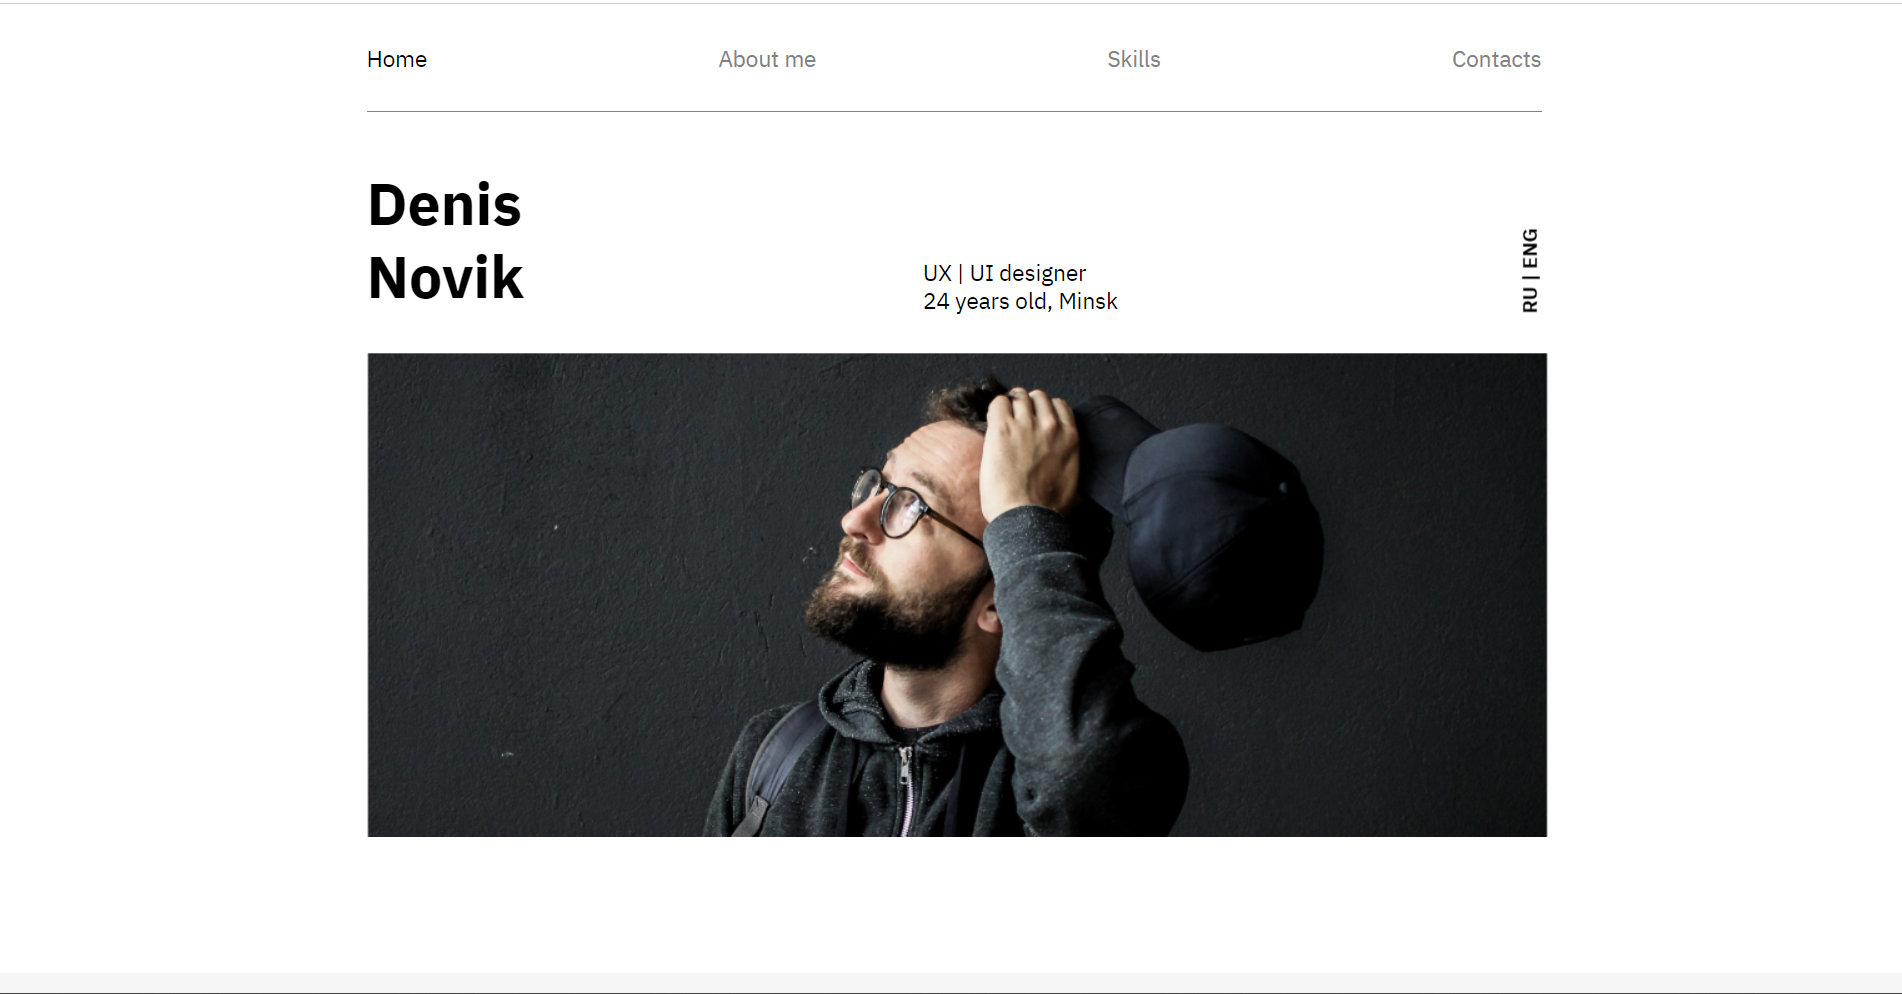 Home
About me
Skills
Contacts
Denis
Novik
UX | UI designer
24 years old, Minsk
RU | ENG